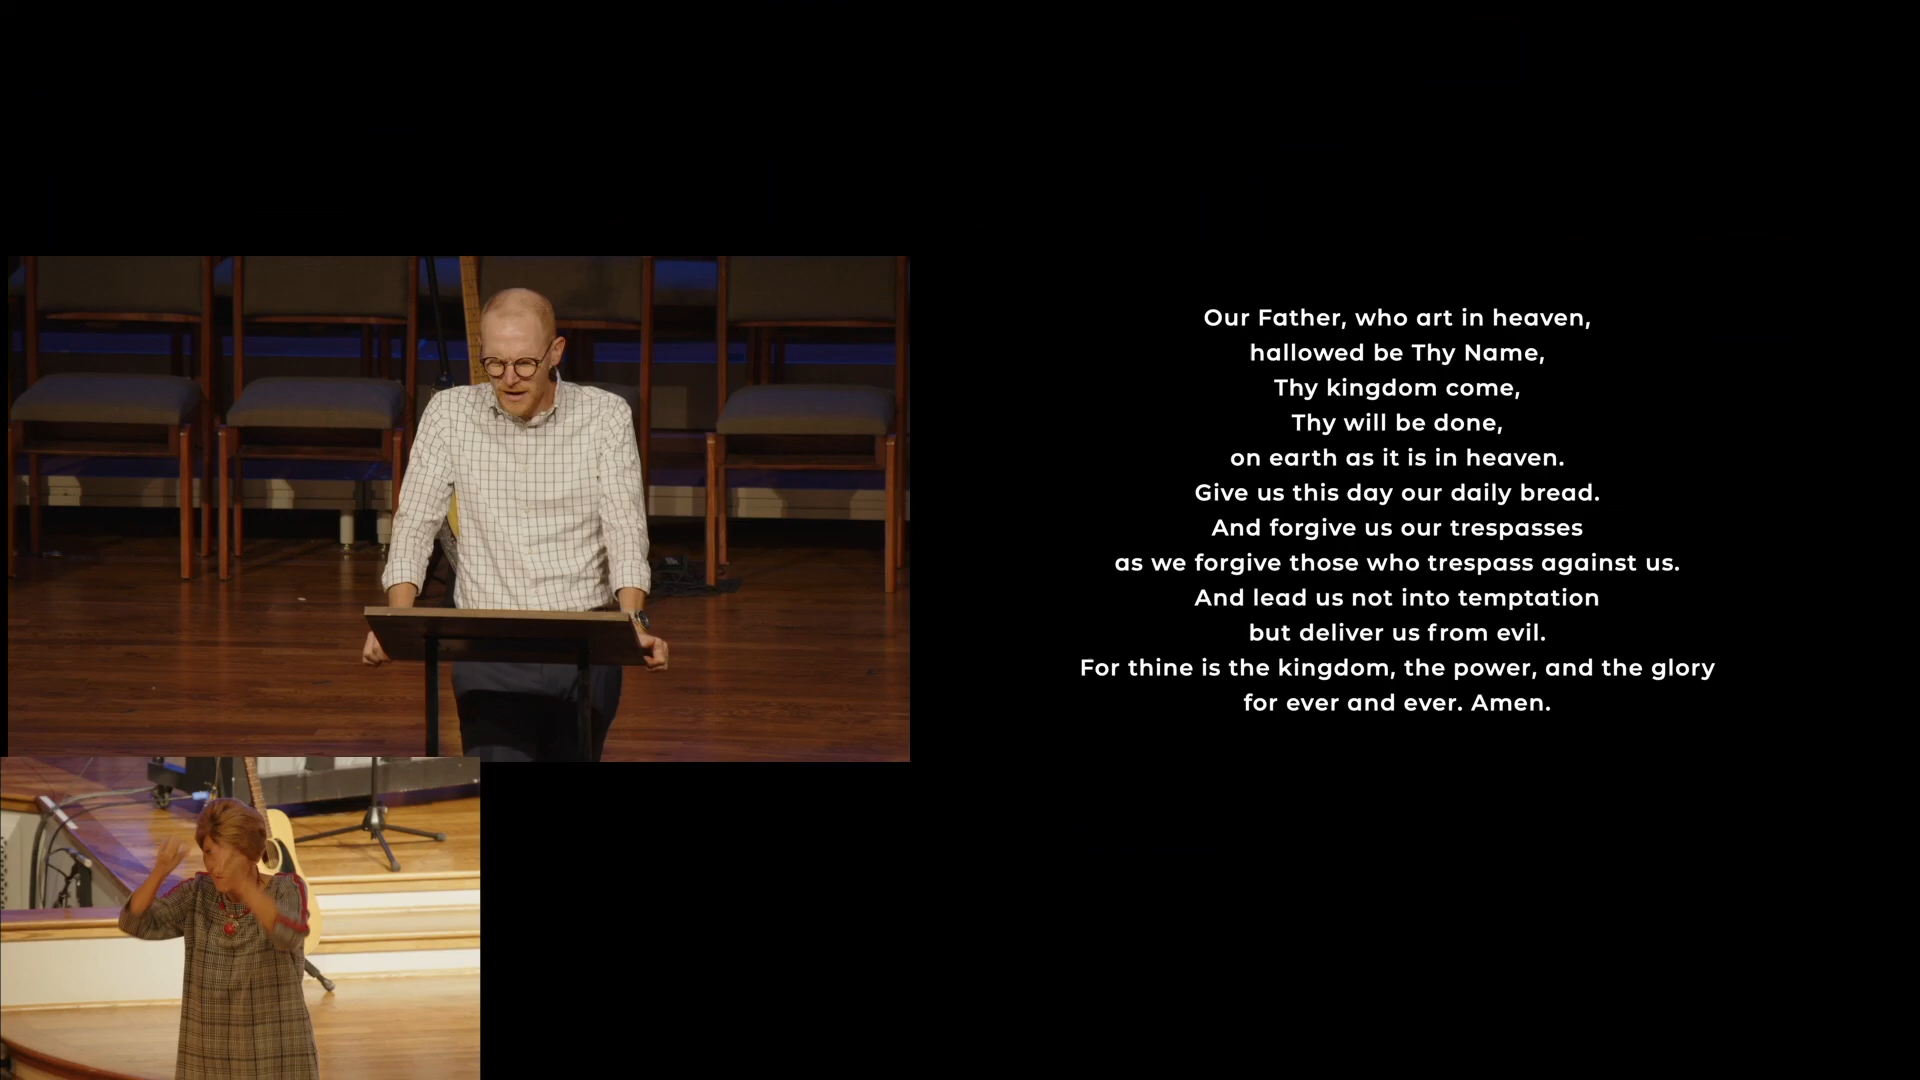 Our Father, who art in heaven,
hallowed be Thy Name,
Thy kingdom come,
Thy will be done,
on earth as it is in heaven.
Give us this day our daily bread.
And forgive us our trespasses
as we forgive those who trespass against us.
And lead us not into temptation
but deliver us from evil.
For thine is the kingdom, the power, and the glory
for ever and ever. Amen.